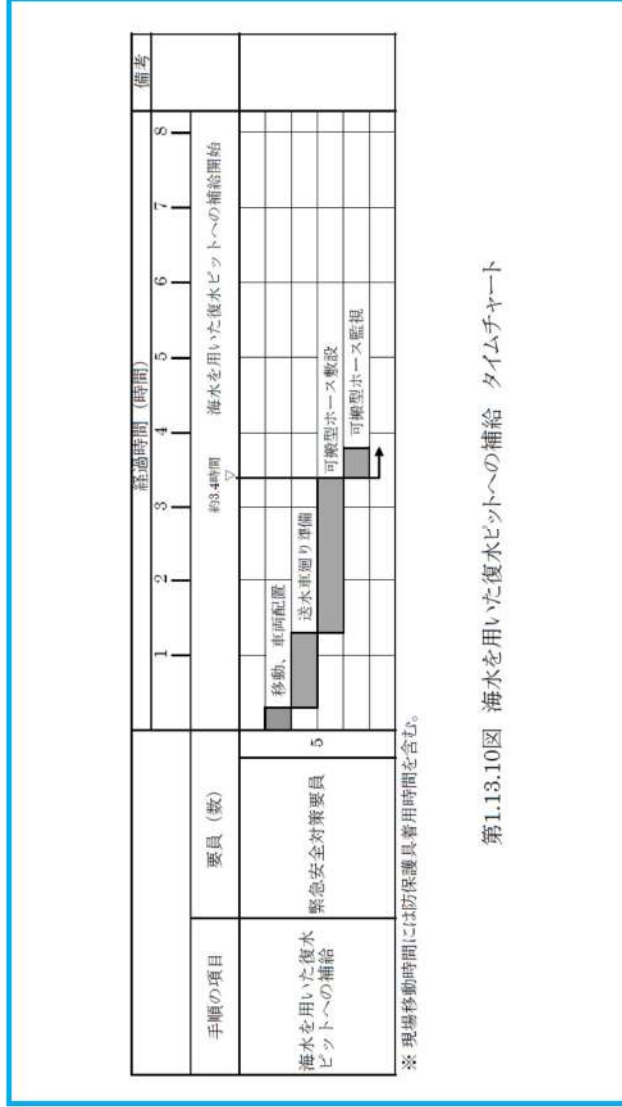 経過時間（時間）
備考
1
2
3
4
5
6
7
8
手順の項目
要員（数）
約3.4時間
海水を用いた復水ピットへの補給開始
海水を用いた復水
ピットへの補給
緊急安全対策要員
5
移動、車両配置
送水車廻り準備
可搬型ホース敷設
可搬型ホース監視
※ 現場移動時間には防保護具着用時間を含む。
第1.13.10図 海水を用いた復水ピットへの補給 タイムチャート